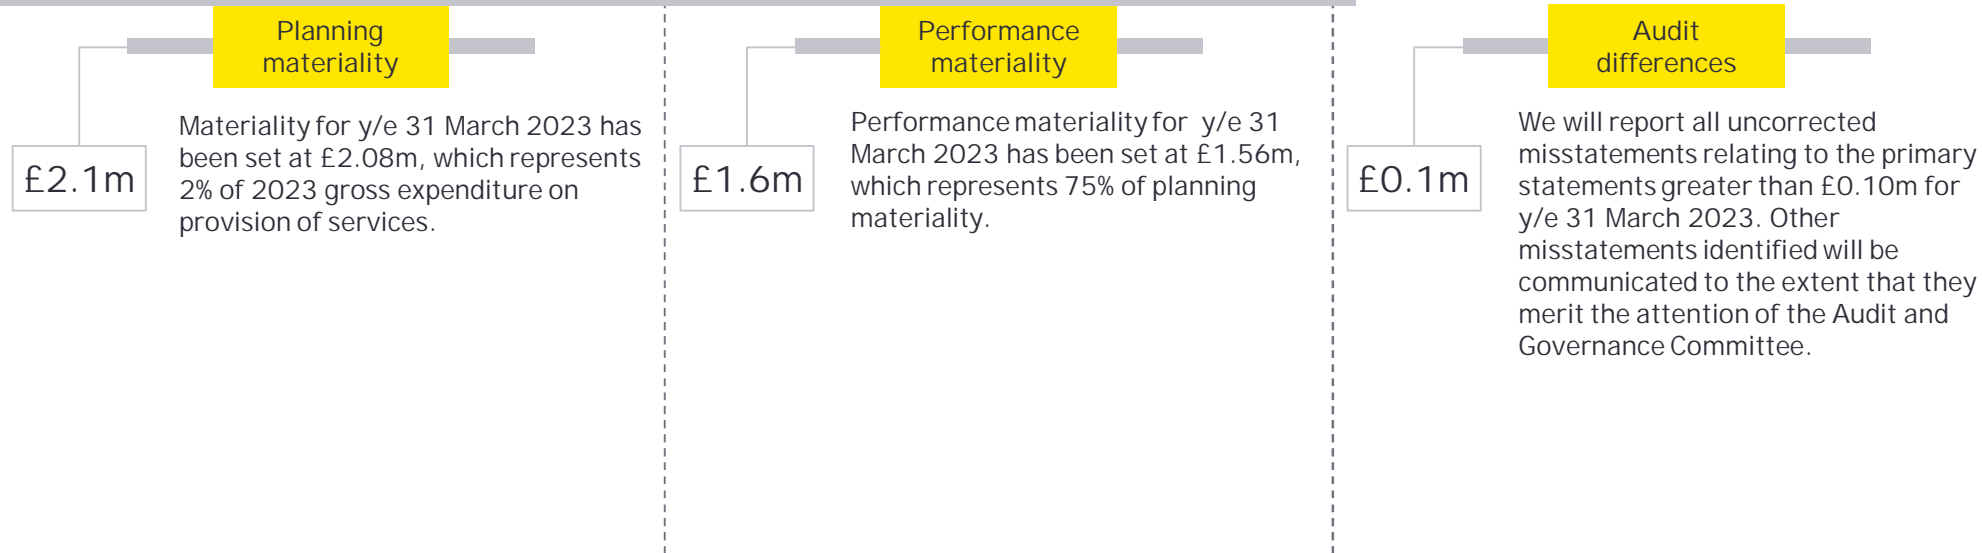 Planning
materiality
£2.1m
Materiality for y/e 31 March 2023 has
been set at £2.08m, which represents
2% of 2023 gross expenditure on
provision of services.
Performance
materiality
£1.6m
Performance materiality for y/e 31
March 2023 has been set at £1.56m,
which represents 75% of planning
materiality.
Audit
differences
£0.1m
We will report all uncorrected
misstatements relating to the primary
statements greater than £0.10m for
y/e 31 March 2023. Other
misstatements identified will be
communicated to the extent that they
merit the attention of the Audit and
Governance Committee.